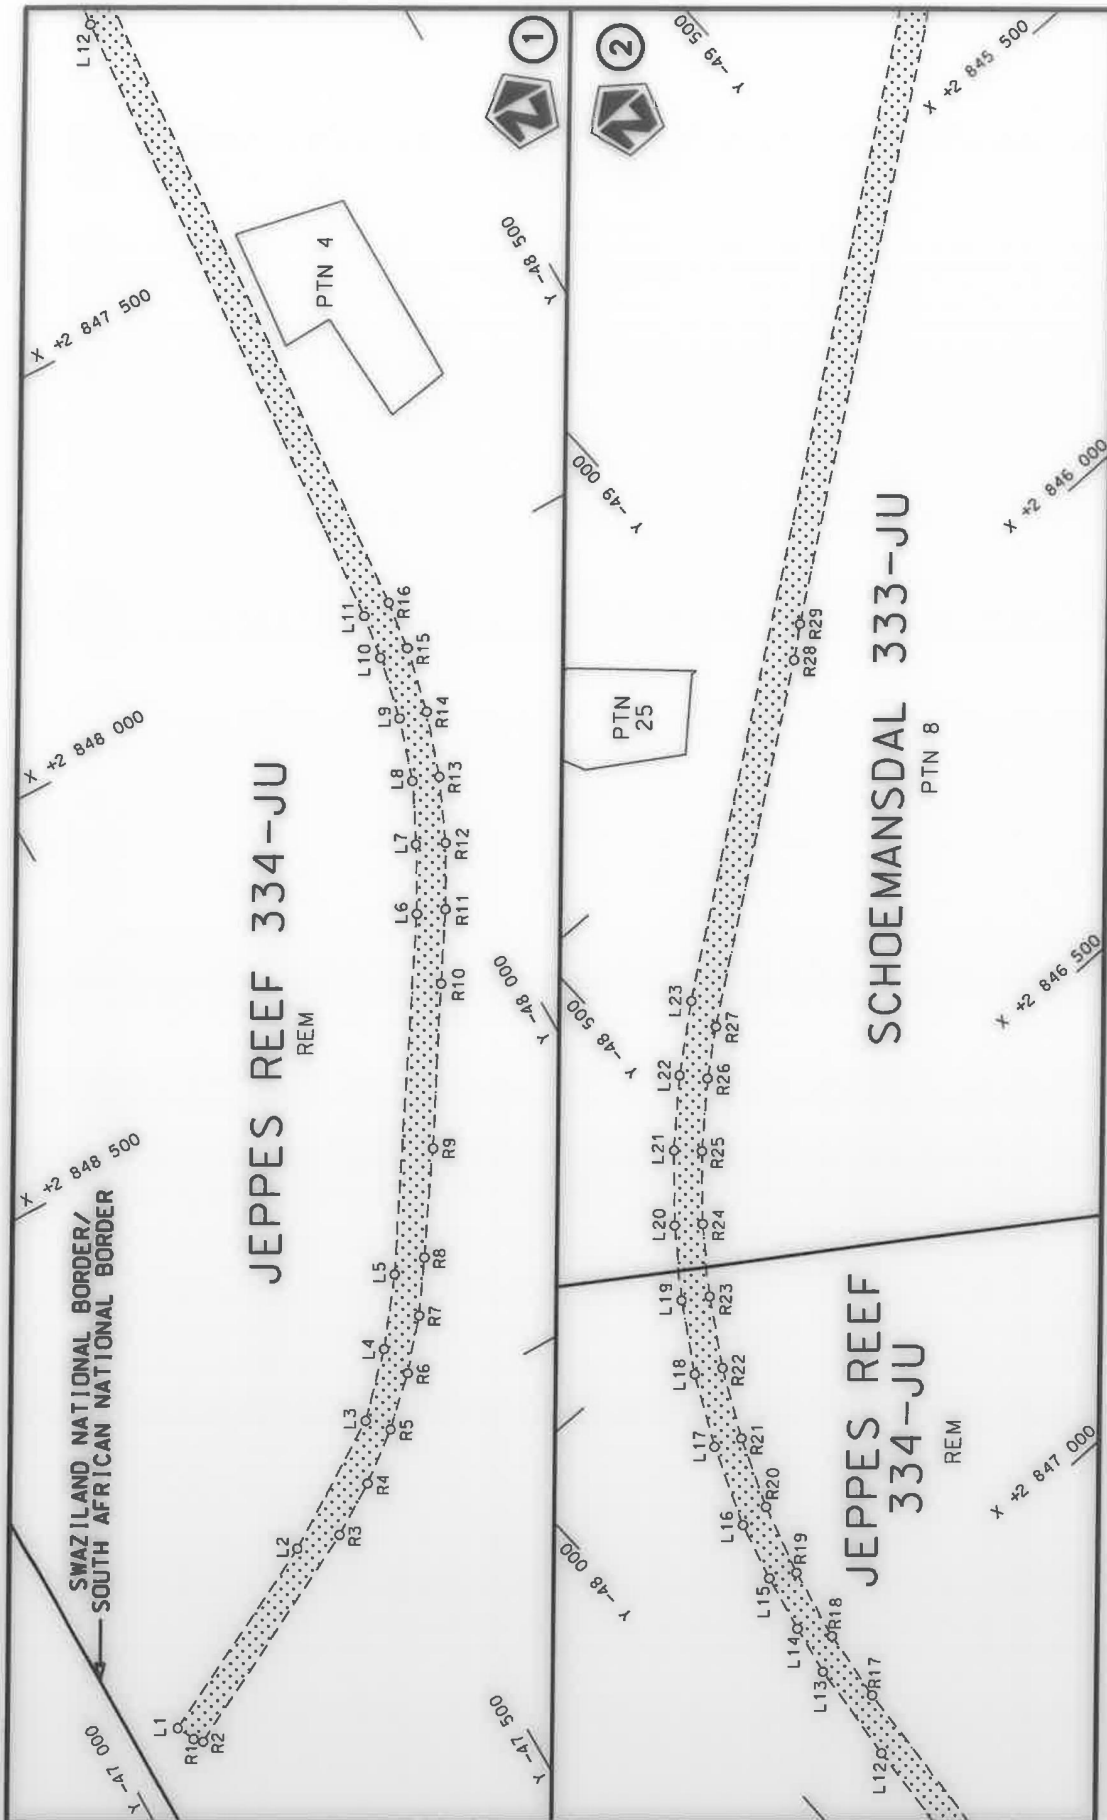 1
SWAZILAND NATIONAL BORDER/
SOUTH AFRICAN NATIONAL BORDER
JEPPES REEF 334-JU
REM
PTN 4
X +2 848 500
X +2 848 000
X +2 847 500
Y -47 000
Y -47 500
Y -48 000
Y -48 500
L1
L2
L3
L4
L5
L6
L7
L8
L9
L10
L11
L12
R1
R2
R3
R4
R5
R6
R7
R8
R9
R10
R11
R12
R13
R14
R15
R16
2
Y -48 000
Y -48 500
Y -49 000
Y -49 500
PTN
25
L12
L13
L14
L15
L16
L17
L18
L19
L20
L21
L22
L23
R17
R18
R19
R20
R21
R22
R23
R24
R25
R26
R27
R28
R29
JEPPES REEF
334-JU
REM
SCHOEMANSDAL 333-JU
PTN 8
X +2 847 000
X +2 846 500
X +2 846 000
X +2 845 500